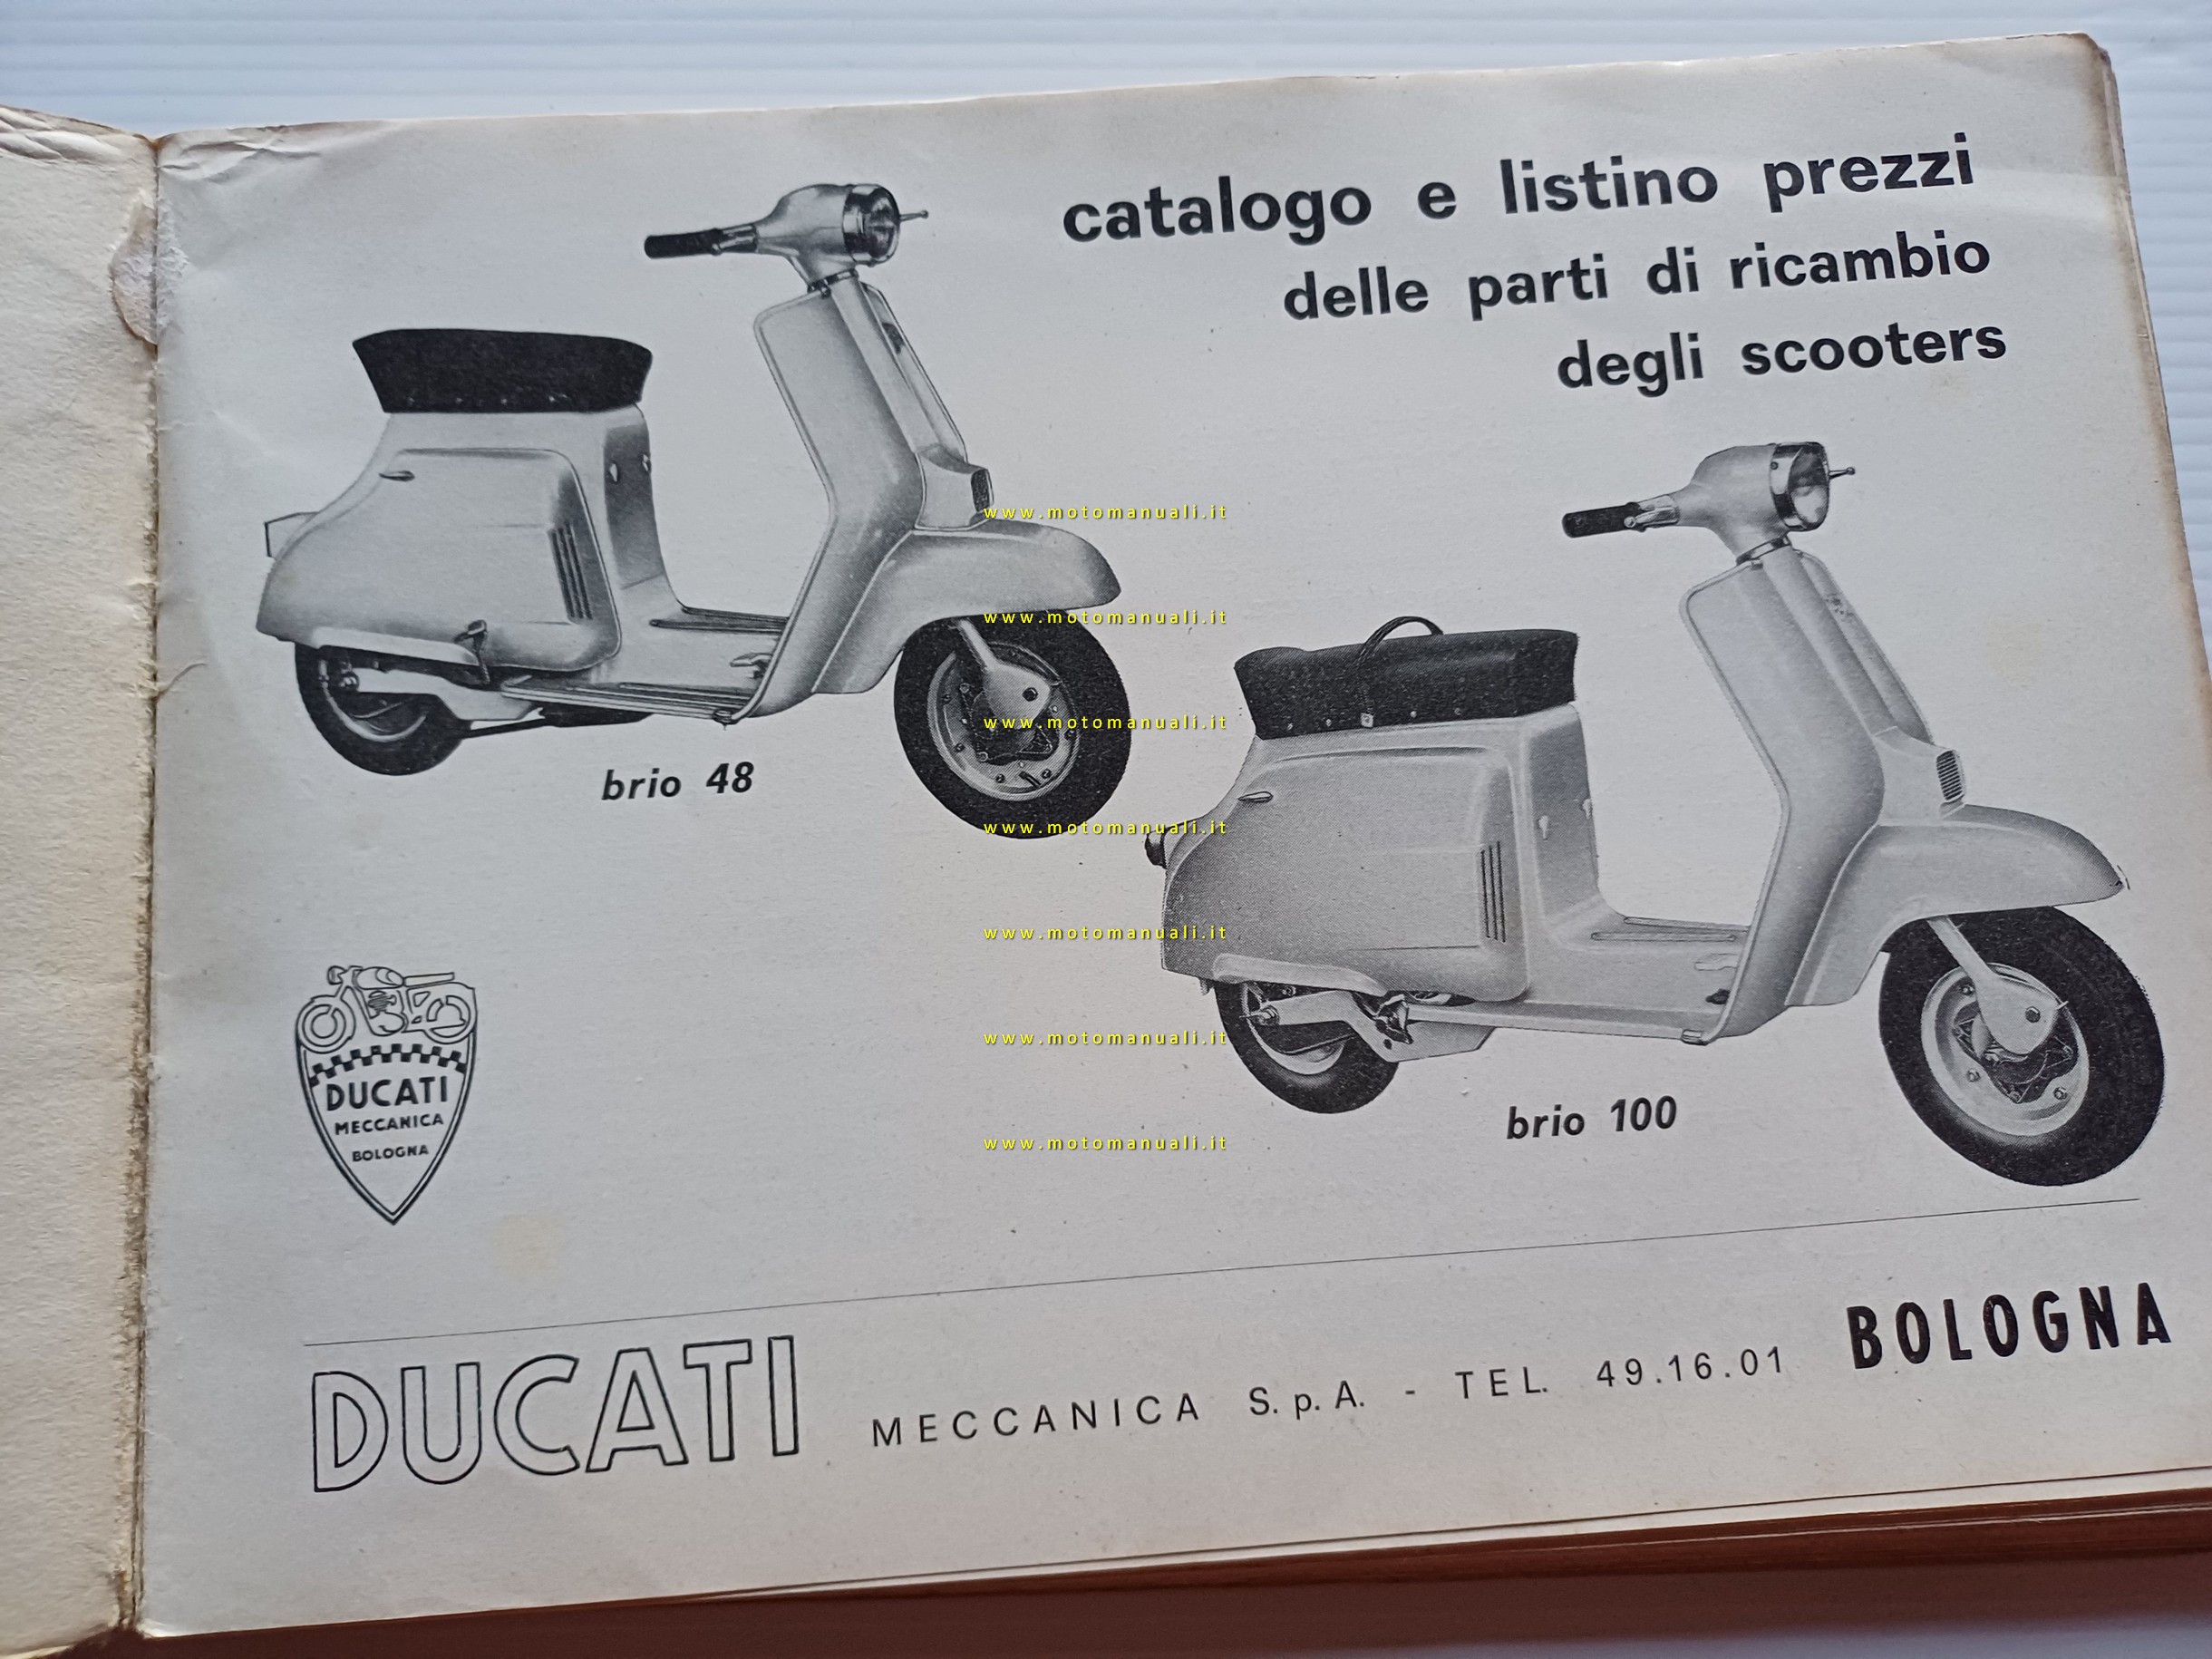 catalogo e listino prezzi
delle parti di ricambio
degli scooters
brio 48
brio 100
DUCATI
MECCANICA
BOLOGNA
DUCATI MECCANICA S.p.A. - TEL. 49.16.01 BOLOGNA
www.motomanuali.it
www.motomanuali.it
www.motomanuali.it
www.motomanuali.it
www.motomanuali.it
www.motomanuali.it
www.motomanuali.it